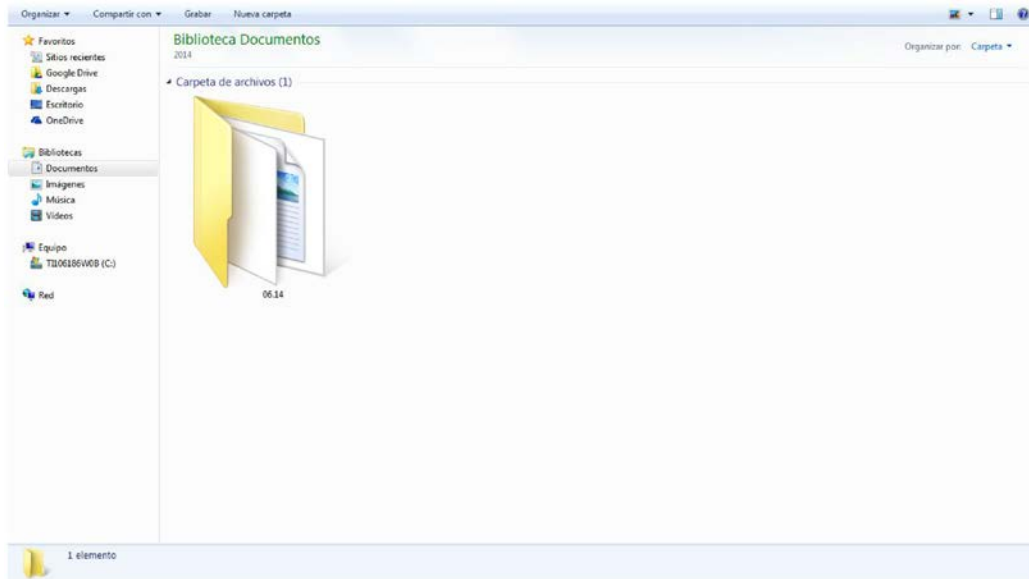 Organizar Compartir con Grabar Nueva carpeta
Favoritos
Sitios recientes
Google Drive
Descargas
Escritorio
OneDrive
Bibliotecas
Documentos
Imágenes
Música
Vídeos
Equipo
TI106186W0B (C:)
Red
Biblioteca Documentos
2014
Organizar por: Carpeta
Carpeta de archivos (1)
06.14
1 elemento